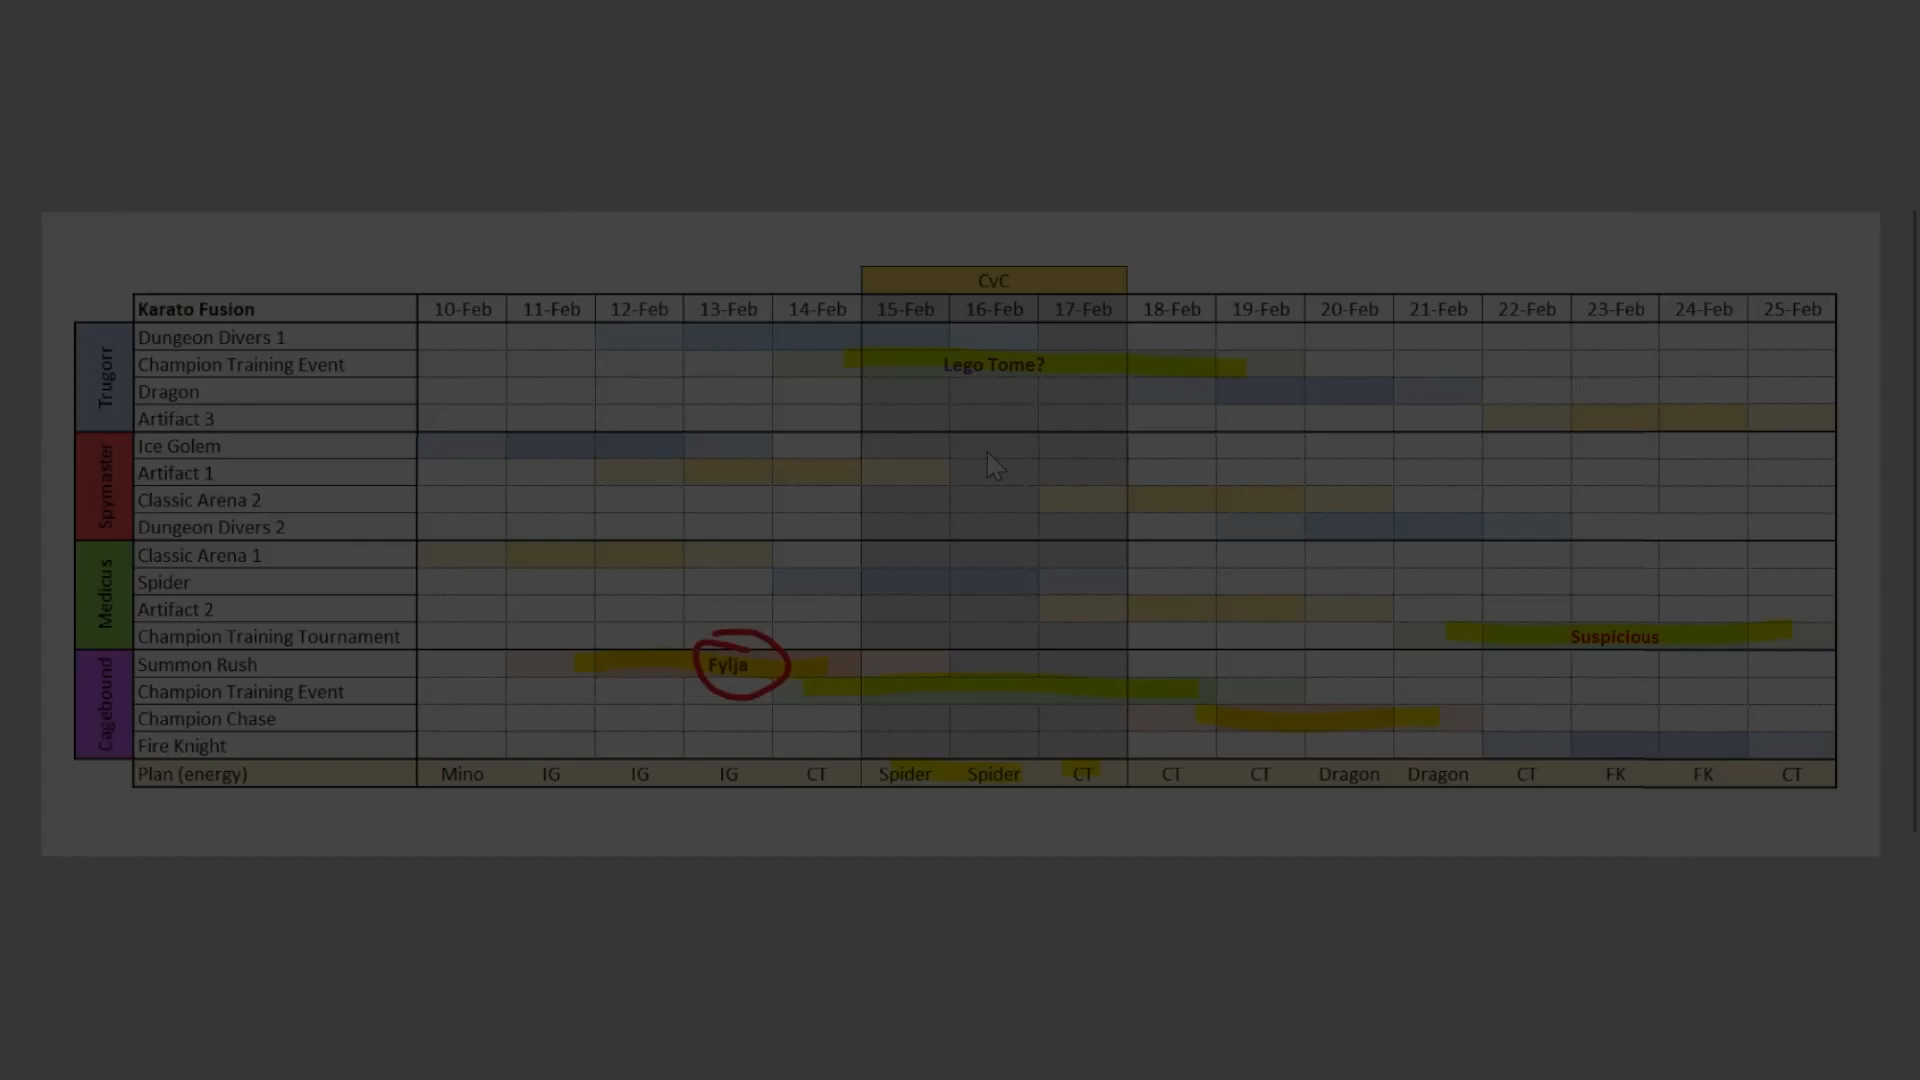 CvC
Karato Fusion 10-Feb 11-Feb 12-Feb 13-Feb 14-Feb 15-Feb 16-Feb 17-Feb 18-Feb 19-Feb 20-Feb 21-Feb 22-Feb 23-Feb 24-Feb 25-Feb
Trugorr
Dungeon Divers 1
Champion Training Event Lego Tome?
Dragon
Artifact 3
Spymaster
Ice Golem
Artifact 1
Classic Arena 2
Dungeon Divers 2
Medicus
Classic Arena 1
Spider
Artifact 2
Champion Training Tournament Suspicious
Cagebound
Summon Rush Fylja
Champion Training Event
Champion Chase
Fire Knight
Plan (energy) Mino IG IG IG CT Spider Spider CT CT CT Dragon Dragon CT FK FK CT